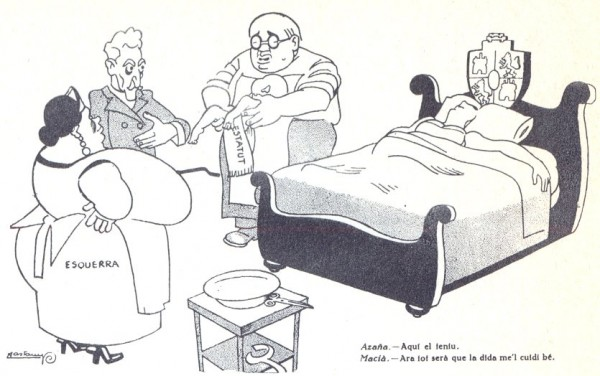 ESTATUT
ESQUERRA
Azaña.—Aquí el teniu.
Macià.—Ara tot serà que la dida me'l cuidi bé.